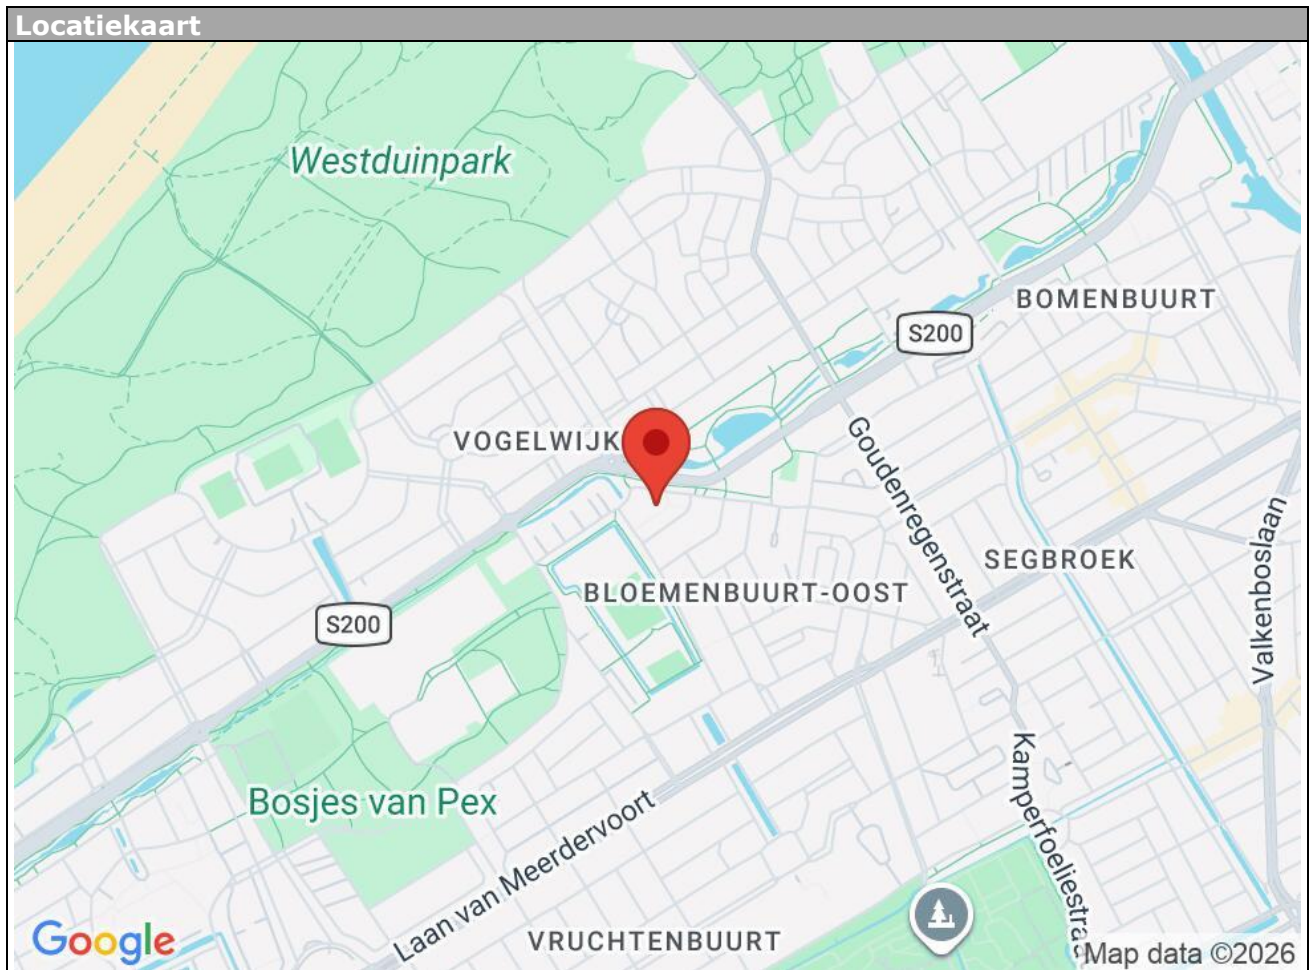 Locatiekaart
Westduinpark
BOMENBUURT
S200
VOGELWIJK
Goudenregenstraat
Valkenboslaan
SEGBROEK
BLOEMENBUURT-OOST
S200
Bosjes van Pex
Kamperfoeliestraa
Laan van Meerdervoort
VRUCHTENBUURT
Google
Map data ©2026